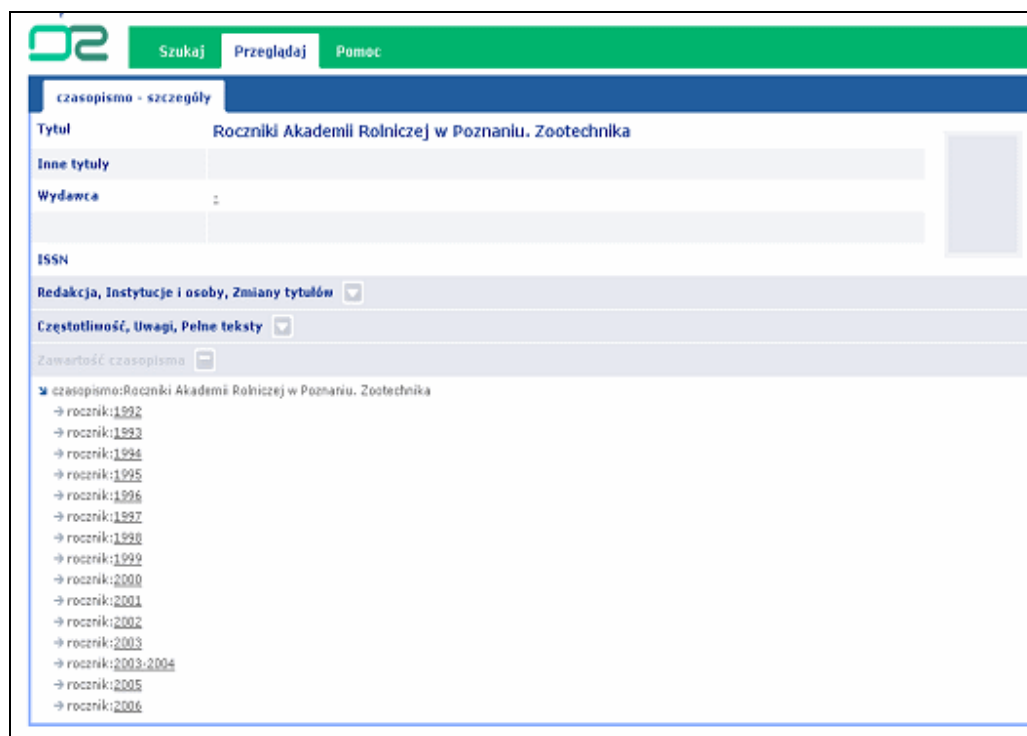 Szukaj Przeglądaj Pomoc
czasopismo - szczegóły
Tytuł Roczniki Akademii Rolniczej w Poznaniu. Zootechnika
Inne tytuły
Wydawca :
ISSN
Redakcja, Instytucje i osoby, Zmiany tytułów
Częstotliwość, Uwagi, Pełne teksty
Zawartość czasopisma
czasopismo:Roczniki Akademii Rolniczej w Poznaniu. Zootechnika
rocznik:1992
rocznik:1993
rocznik:1994
rocznik:1995
rocznik:1996
rocznik:1997
rocznik:1998
rocznik:1999
rocznik:2000
rocznik:2001
rocznik:2002
rocznik:2003
rocznik:2003-2004
rocznik:2005
rocznik:2006